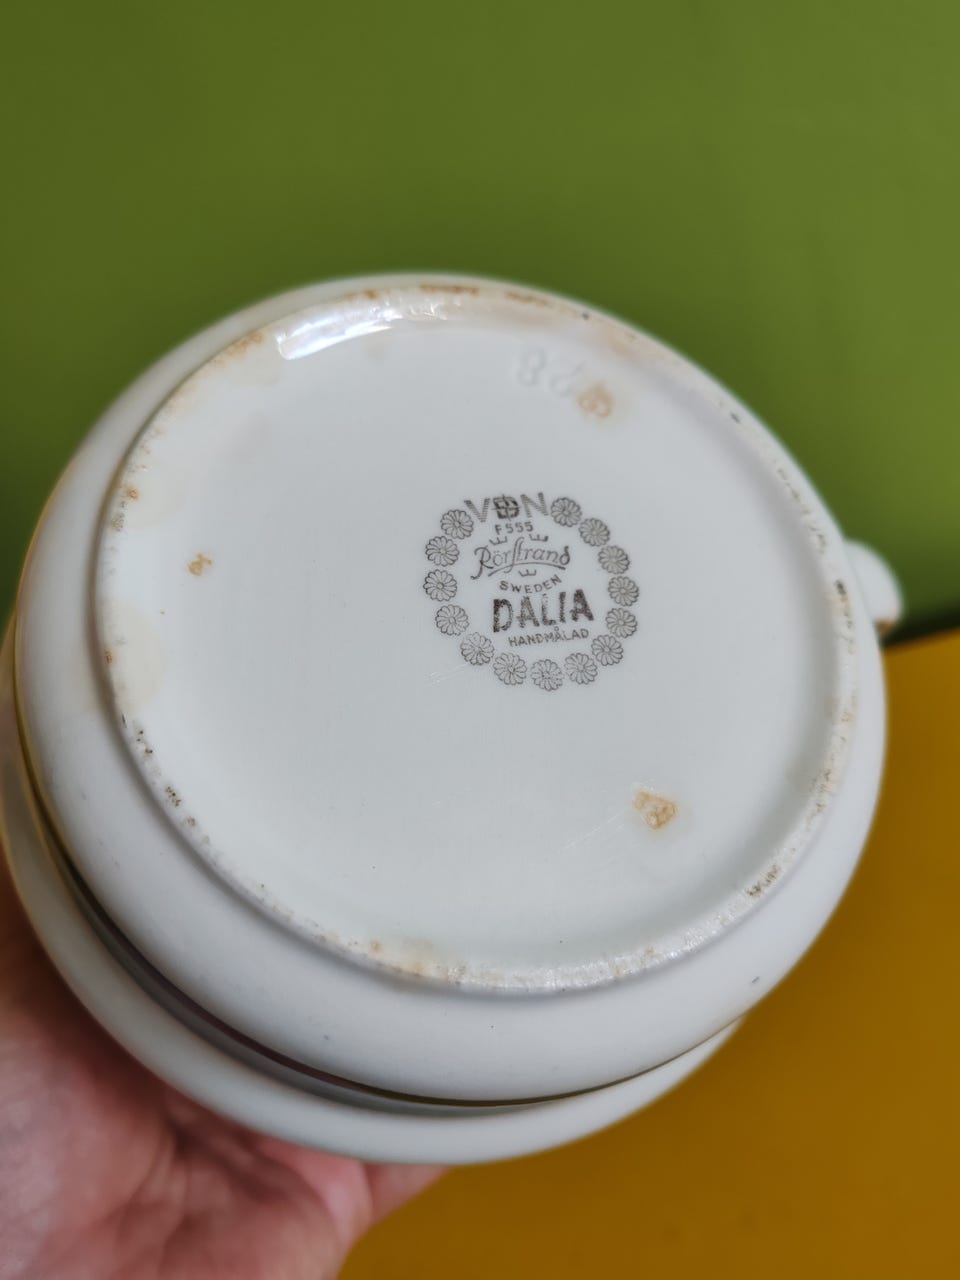 VDN
F555
Rörstrand
SWEDEN
DALIA
HANDMÅLAD